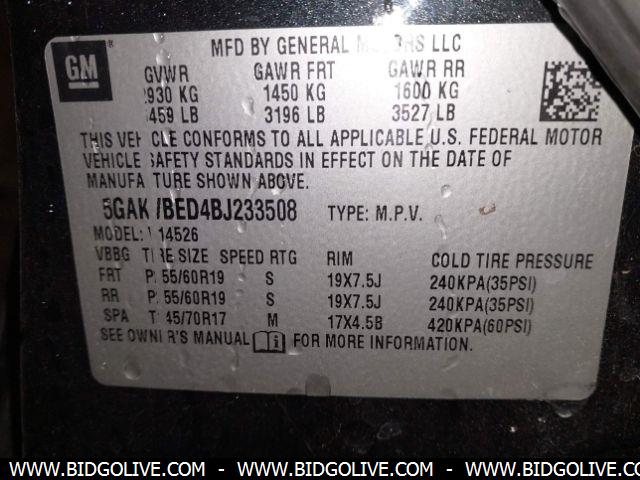 GM
MFD BY GENERAL MOTORS LLC
GVWR GAWR FRT GAWR RR
930 KG 1450 KG 1600 KG
459 LB 3196 LB 3527 LB
THIS VEH CLE CONFORMS TO ALL APPLICABLE U.S. FEDERAL MOTOR
VEHICLE SAFETY STANDARDS IN EFFECT ON THE DATE OF
MANUFA TURE SHOWN ABOVE.
5GAK BED4BJ233508 TYPE: M.P.V.
MODEL: 14526
VBBG TIRE SIZE SPEED RTG RIM COLD TIRE PRESSURE
FRT P 55/60R19 S 19X7.5J 240KPA(35PSI)
RR P 55/60R19 S 19X7.5J 240KPA(35PSI)
SPA T 45/70R17 M 17X4.5B 420KPA(60PSI)
SEE OWNER'S MANUAL FOR MORE INFORMATION.
WWW.BIDGOLIVE.COM - WWW.BIDGOLIVE.COM - WWW.BIDGOLIVE.COM